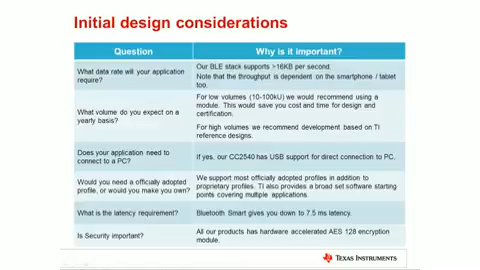 Initial design considerations
Question
Why is it important?
What data rate will your application
require?
Our BLE stack supports >16KB per second.
Note that the throughput is dependent on the smartphone / tablet
too.
What volume do you expect on a
yearly basis?
For low volumes (10-100kU) we would recommend using a
module. This would save you cost and time for design and
certification.
For high volumes we recommend development based on TI
reference designs.
Does your application need to
connect to a PC?
If yes, our CC2540 has USB support for direct connection to PC.
Would you need a officially adopted
profile, or would you make you own?
We support most officially adopted profiles in addition to
proprietary profiles. TI also provides a broad set software starting
points covering multiple applications.
What is the latency requirement?
Bluetooth Smart gives you down to 7.5 ms latency.
Is Security important?
All our products has hardware accelerated AES 128 encryption
module.
TEXAS INSTRUMENTS